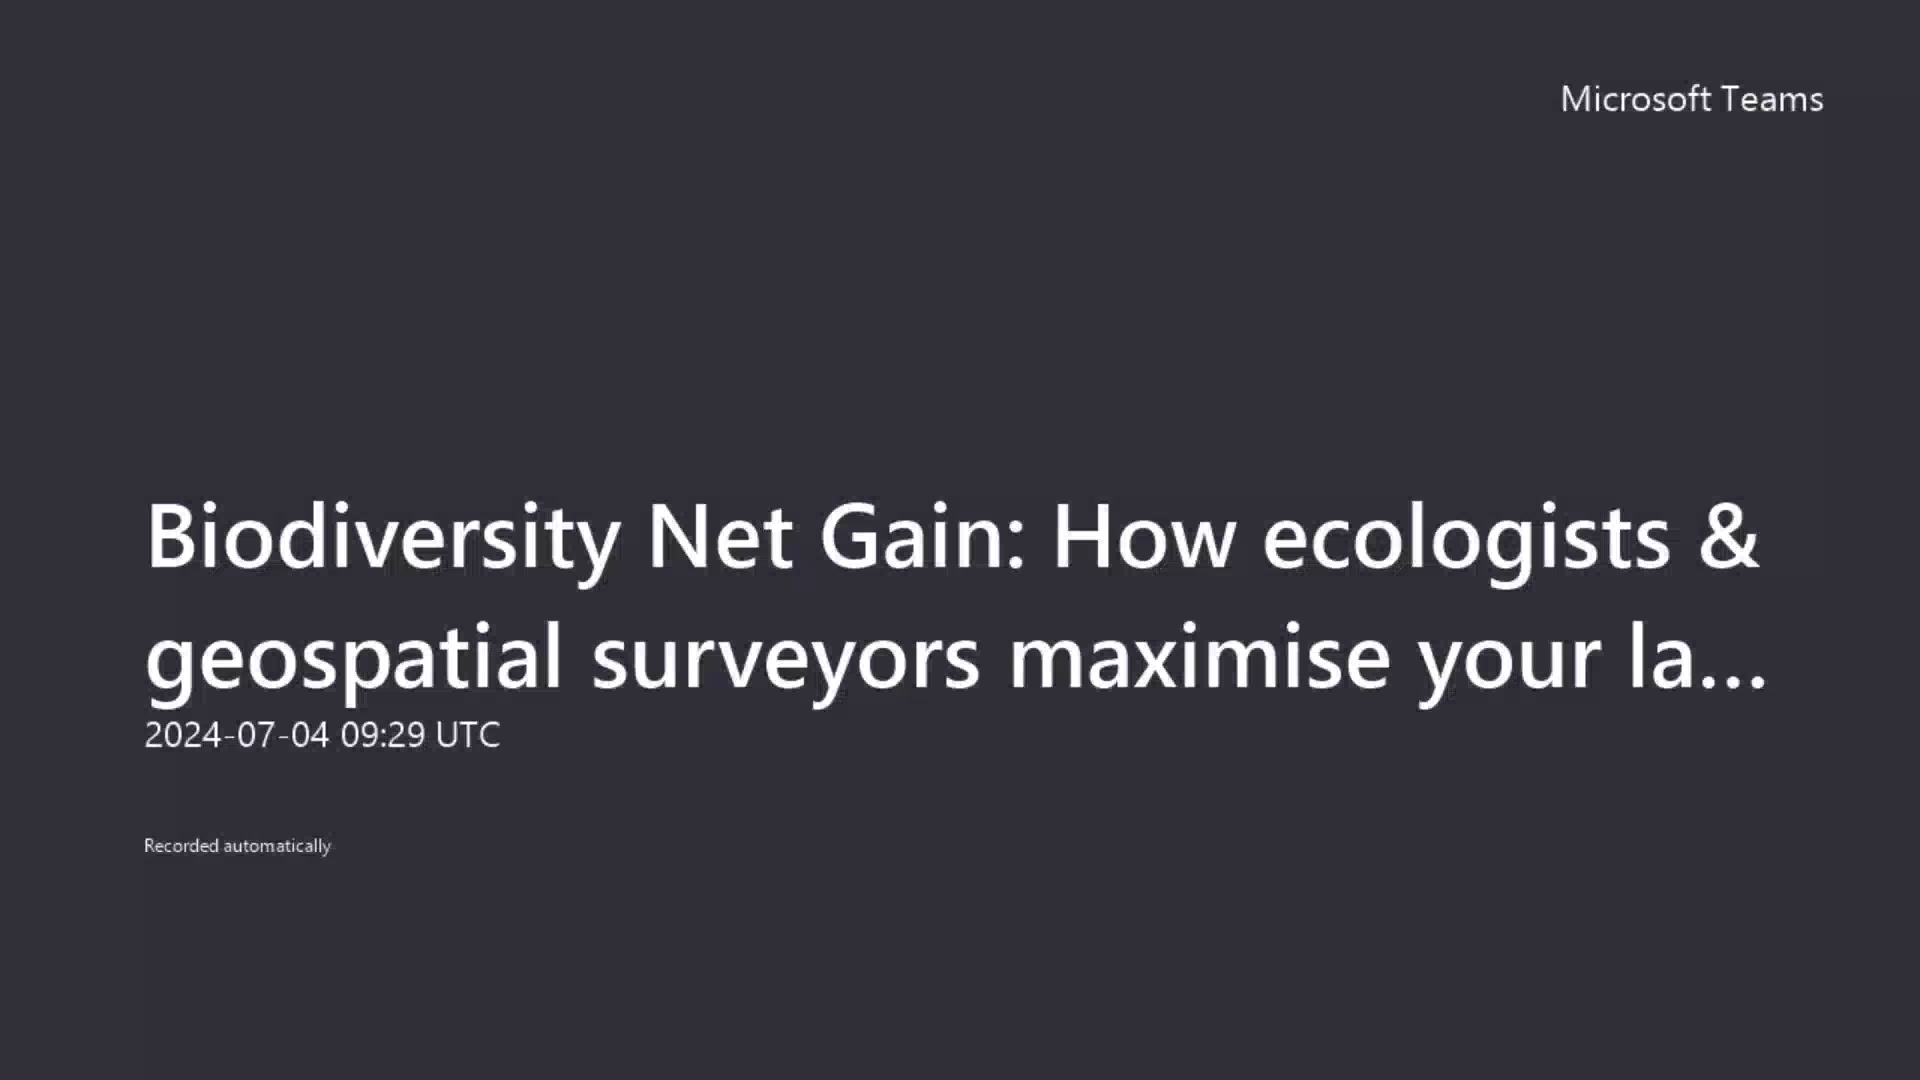 Microsoft Teams
Biodiversity Net Gain: How ecologists &
geospatial surveyors maximise your la...
2024-07-04 09:29 UTC
Recorded automatically